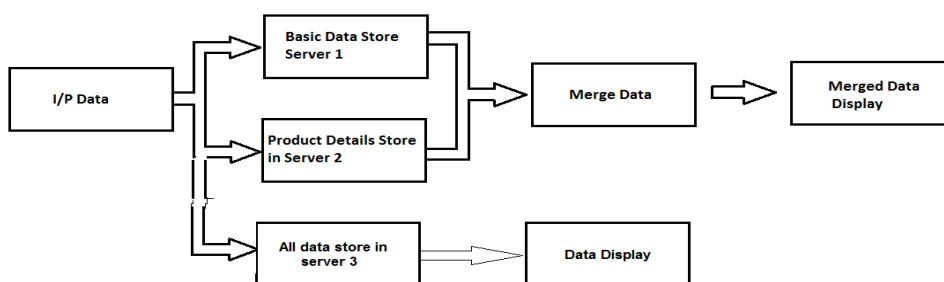 Basic Data Store
Server 1
I/P Data
Merge Data
Merged Data
Display
Product Details Store
in Server 2
All data store in
server 3
Data Display